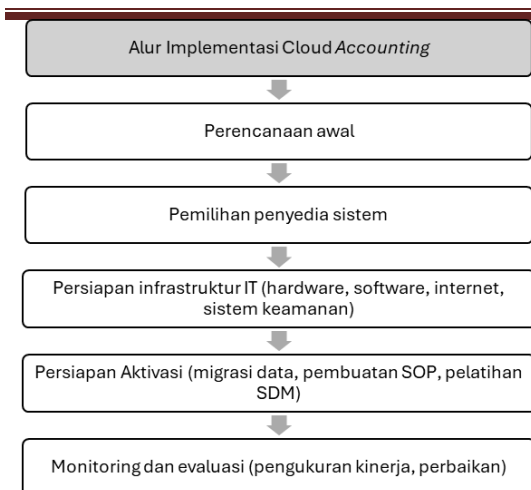 Alur Implementasi Cloud Accounting
Perencanaan awal
Pemilihan penyedia sistem
Persiapan infrastruktur IT (hardware, software, internet,
sistem keamanan)
Persiapan Aktivasi (migrasi data, pembuatan SOP, pelatihan
SDM)
Monitoring dan evaluasi (pengukuran kinerja, perbaikan)